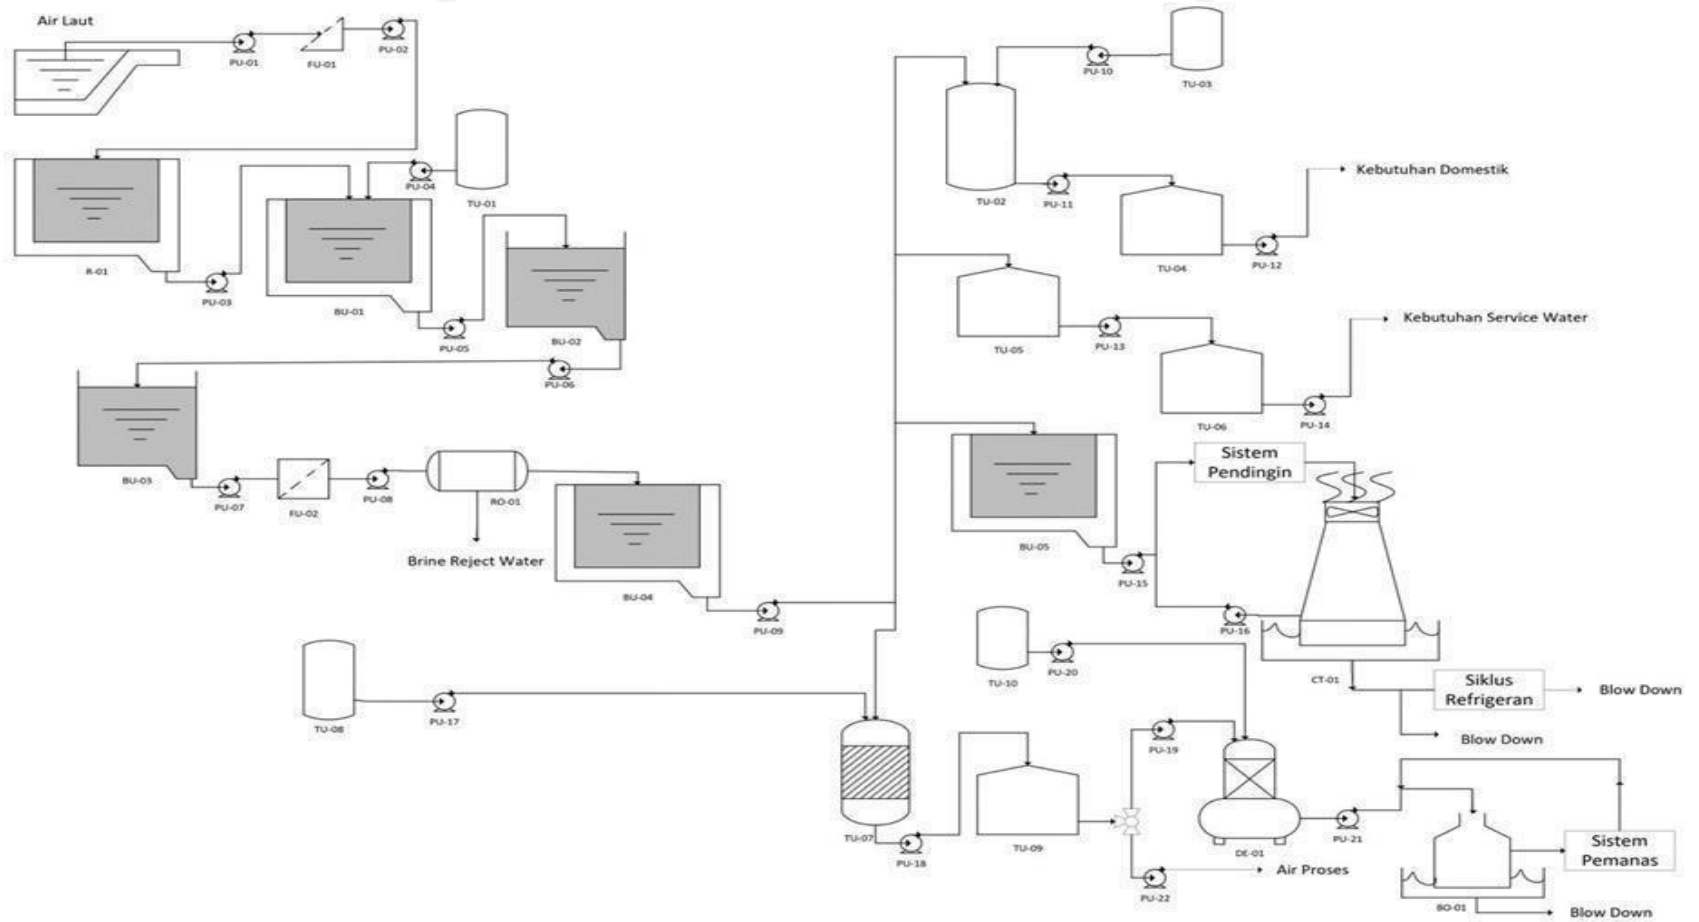 Air Laut
PU-01
FU-01
PU-02
R-01
PU-03
PU-04
TU-01
BU-01
PU-05
BU-02
PU-06
BU-03
PU-07
FU-02
PU-08
RO-01
Brine Reject Water
BU-04
PU-09
PU-10
TU-03
TU-02
PU-11
TU-04
PU-12
Kebutuhan Domestik
TU-05
PU-13
TU-06
PU-14
Kebutuhan Service Water
BU-05
PU-15
Sistem
Pendingin
PU-16
CT-01
Siklus
Refrigeran
Blow Down
Blow Down
TU-08
PU-17
TU-10
PU-20
TU-07
PU-18
TU-09
PU-19
PU-22
Air Proses
DE-01
PU-21
BO-01
Sistem
Pemanas
Blow Down